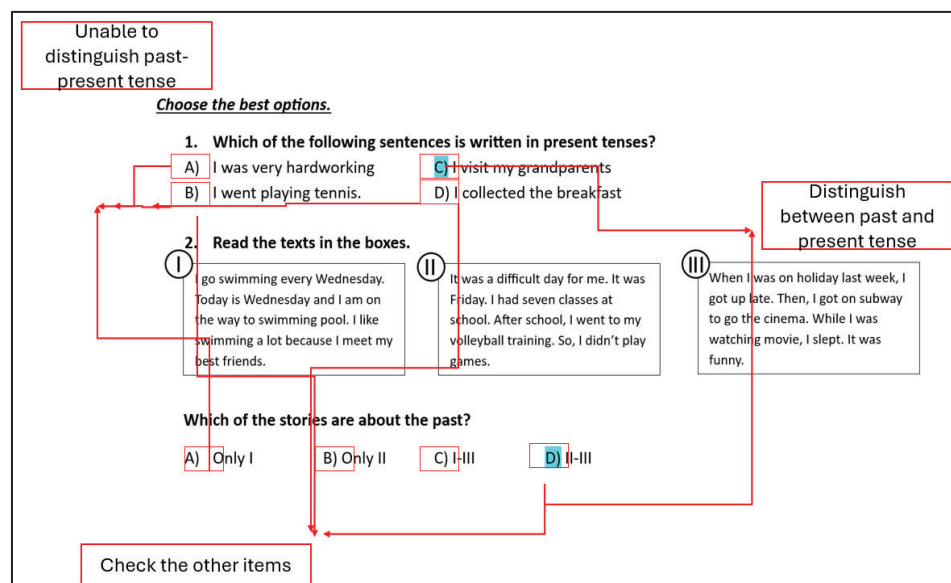 Unable to
distinguish past-
present tense
Choose the best options.
1. Which of the following sentences is written in present tenses?
A) I was very hardworking
C) I visit my grandparents
B) I went playing tennis.
D) I collected the breakfast
Distinguish
between past and
present tense
2. Read the texts in the boxes.
I
I go swimming every Wednesday.
Today is Wednesday and I am on
the way to swimming pool. I like
swimming a lot because I meet my
best friends.
II
It was a difficult day for me. It was
Friday. I had seven classes at
school. After school, I went to my
volleyball training. So, I didn't play
games.
III
When I was on holiday last week, I
got up late. Then, I got on subway
to go the cinema. While I was
watching movie, I slept. It was
funny.
Which of the stories are about the past?
A) Only I
B) Only II
C) I-III
D) II-III
Check the other items